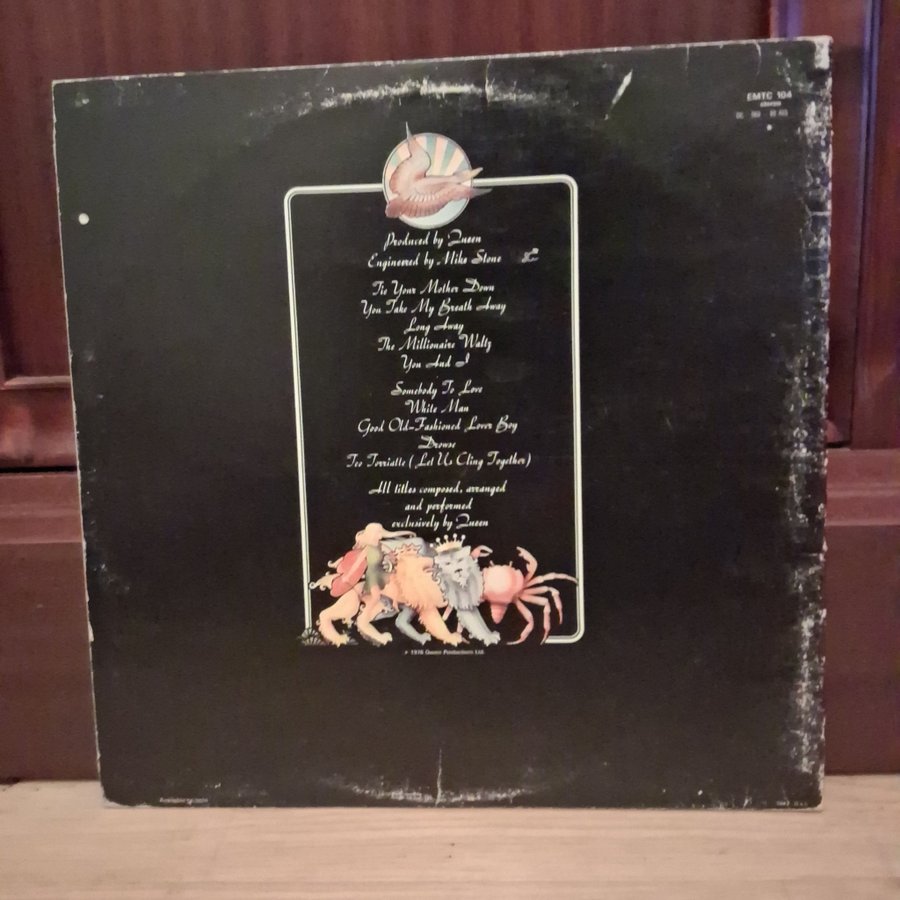 EMTC 104
stereo
Produced by Queen
Engineered by Mike Stone
Tie Your Mother Down
You Take My Breath Away
Long Away
The Millionaire Waltz
You And I
Somebody To Love
White Man
Good Old-Fashioned Lover Boy
Drowse
Teo Torriatte (Let Us Cling Together)
All titles composed, arranged
and performed
exclusively by Queen
℗ 1976 Queen Productions Ltd.